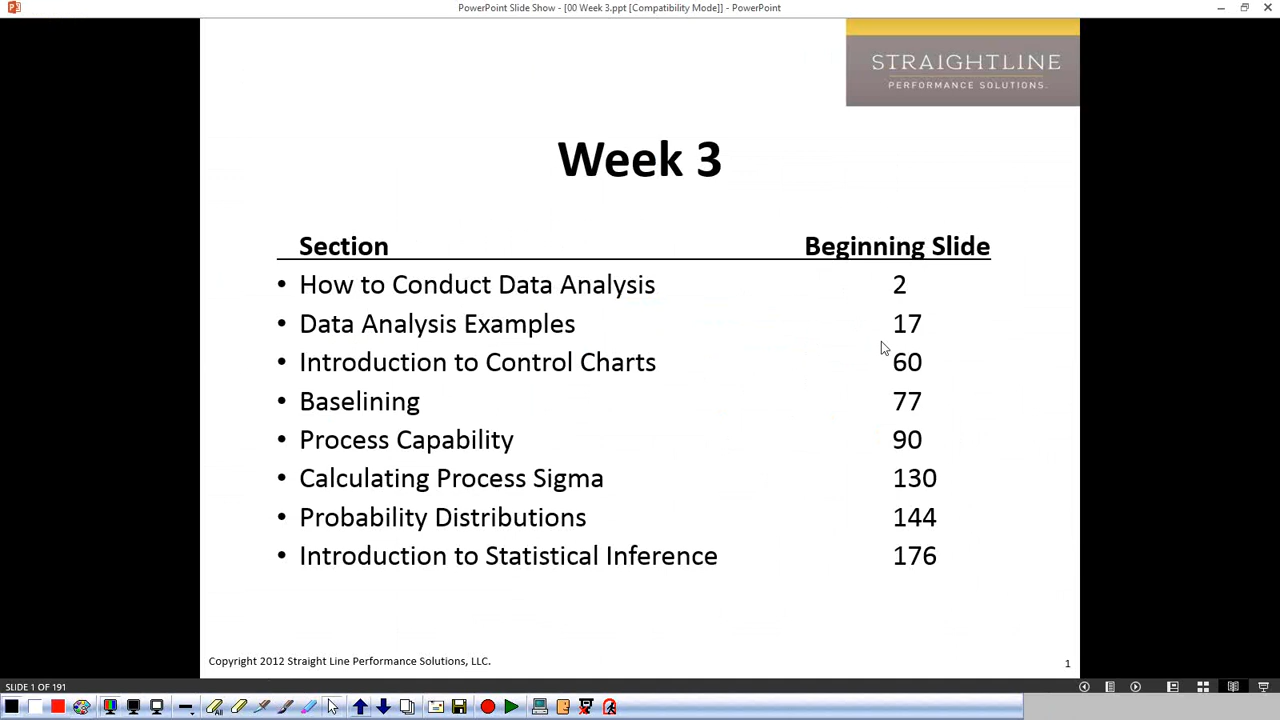 PowerPoint Slide Show - [00 Week 3.ppt [Compatibility Mode]] - PowerPoint
STRAIGHTLINE
PERFORMANCE SOLUTIONS.
Week 3
Section Beginning Slide
• How to Conduct Data Analysis 2
• Data Analysis Examples 17
• Introduction to Control Charts 60
• Baselining 77
• Process Capability 90
• Calculating Process Sigma 130
• Probability Distributions 144
• Introduction to Statistical Inference 176
Copyright 2012 Straight Line Performance Solutions, LLC. 1
SLIDE 1 OF 191